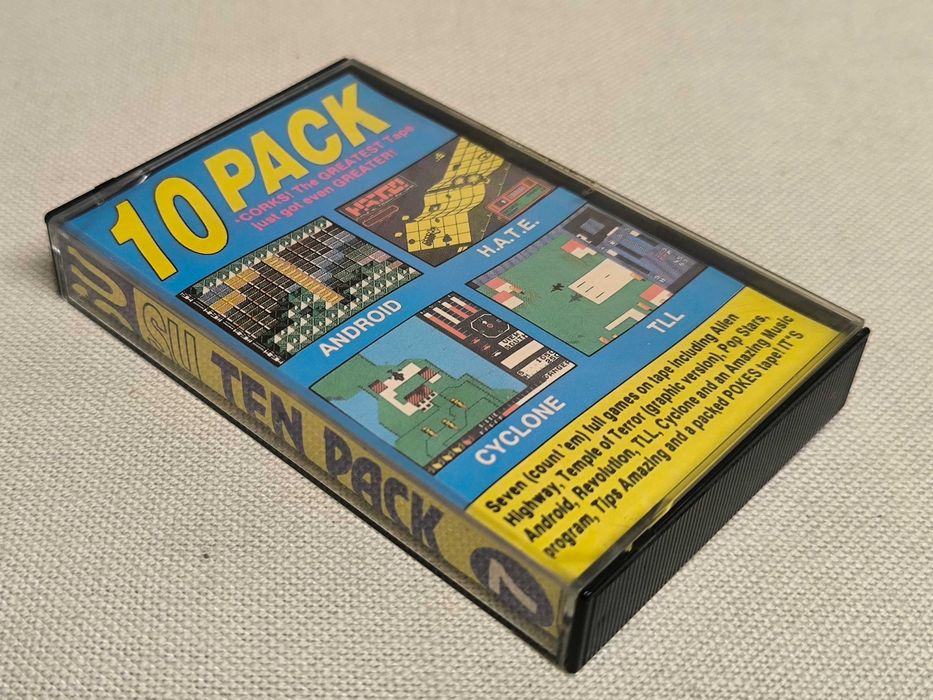 10 PACK
'CORKS! The GREATEST Tape
just got even GREATER!
H.A.T.E.
ANDROID
TLL
CYCLONE
Seven (count 'em) full games on tape including Alien
Highway, Temple of Terror (graphic version), Pop Stars,
Android, Revolution, TLL, Cyclone and an Amazing Music
program, Tips Amazing and a packed POKES tape! IT'S
SU TEN PACK 7